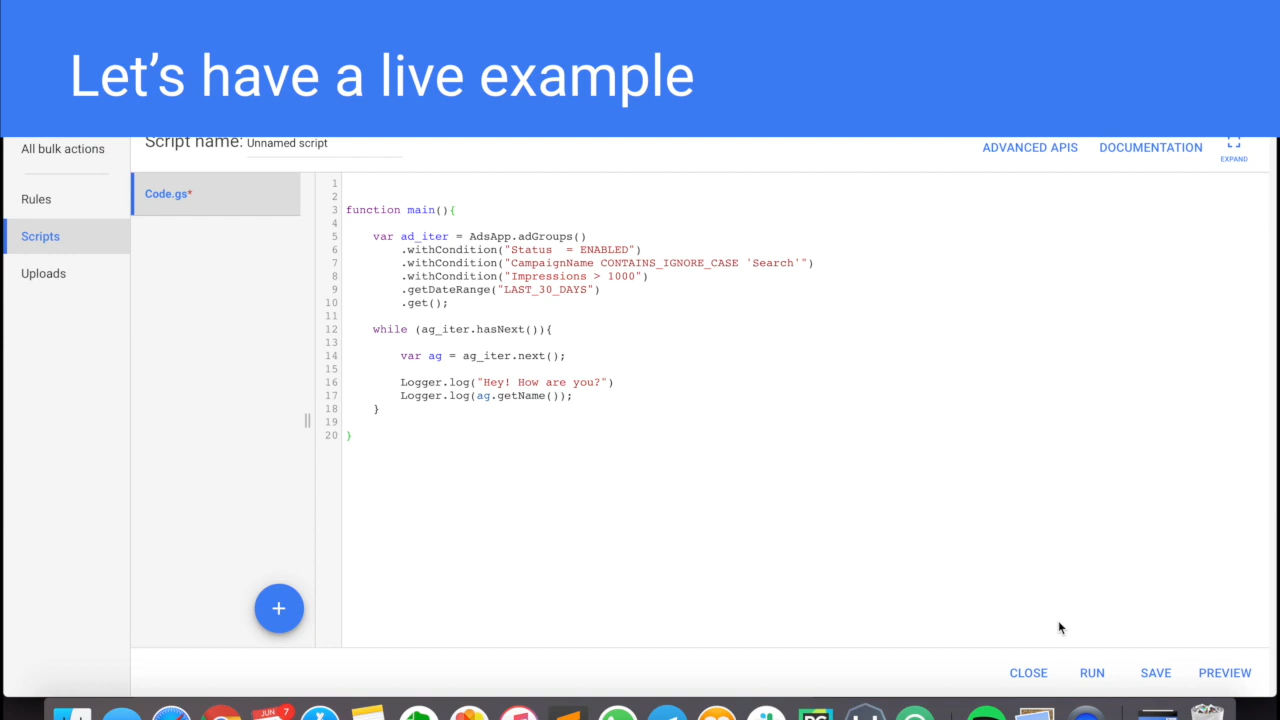 Let’s have a live example
All bulk actions
Rules
Scripts
Uploads
Script name: Unnamed script
ADVANCED APIS
DOCUMENTATION
EXPAND
Code.gs*
1
2
3 function main(){
4
5 var ad_iter = AdsApp.adGroups()
6 .withCondition("Status  = ENABLED")
7 .withCondition("CampaignName CONTAINS_IGNORE_CASE 'Search'")
8 .withCondition("Impressions > 1000")
9 .getDateRange("LAST_30_DAYS")
10 .get();
11
12 while (ag_iter.hasNext()){
13
14 var ag = ag_iter.next();
15
16 Logger.log("Hey! How are you?")
17 Logger.log(ag.getName());
18 }
19
20 }
+
CLOSE
RUN
SAVE
PREVIEW
JUN 7